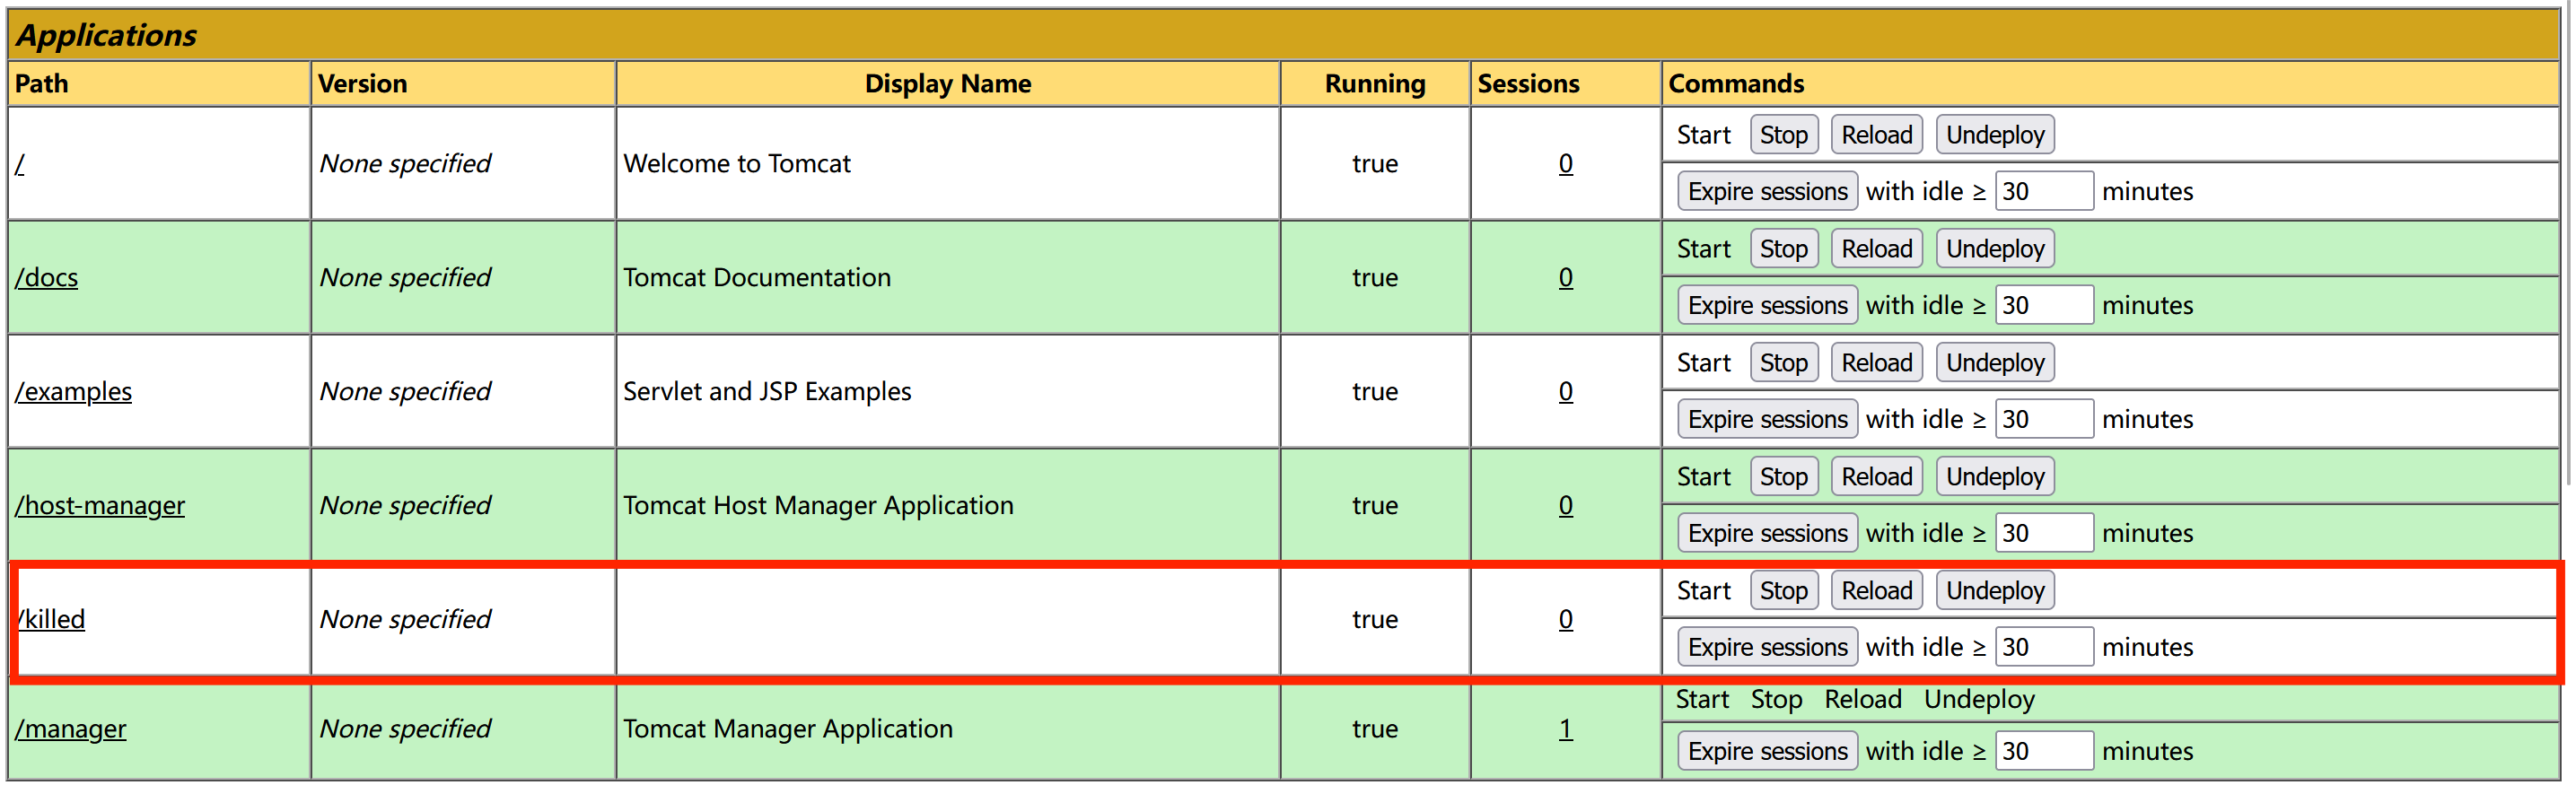 Applications
Path Version Display Name Running Sessions Commands
/ None specified Welcome to Tomcat true 0 Start Stop Reload Undeploy
Expire sessions with idle ≥ 30 minutes
/docs None specified Tomcat Documentation true 0 Start Stop Reload Undeploy
Expire sessions with idle ≥ 30 minutes
/examples None specified Servlet and JSP Examples true 0 Start Stop Reload Undeploy
Expire sessions with idle ≥ 30 minutes
/host-manager None specified Tomcat Host Manager Application true 0 Start Stop Reload Undeploy
Expire sessions with idle ≥ 30 minutes
/killed None specified true 0 Start Stop Reload Undeploy
Expire sessions with idle ≥ 30 minutes
/manager None specified Tomcat Manager Application true 1 Start Stop Reload Undeploy
Expire sessions with idle ≥ 30 minutes